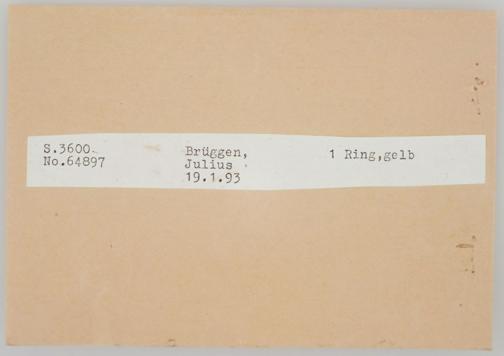 S.3600.
No.64897
Brüggen,
Julius
19.1.93
1 Ring,gelb